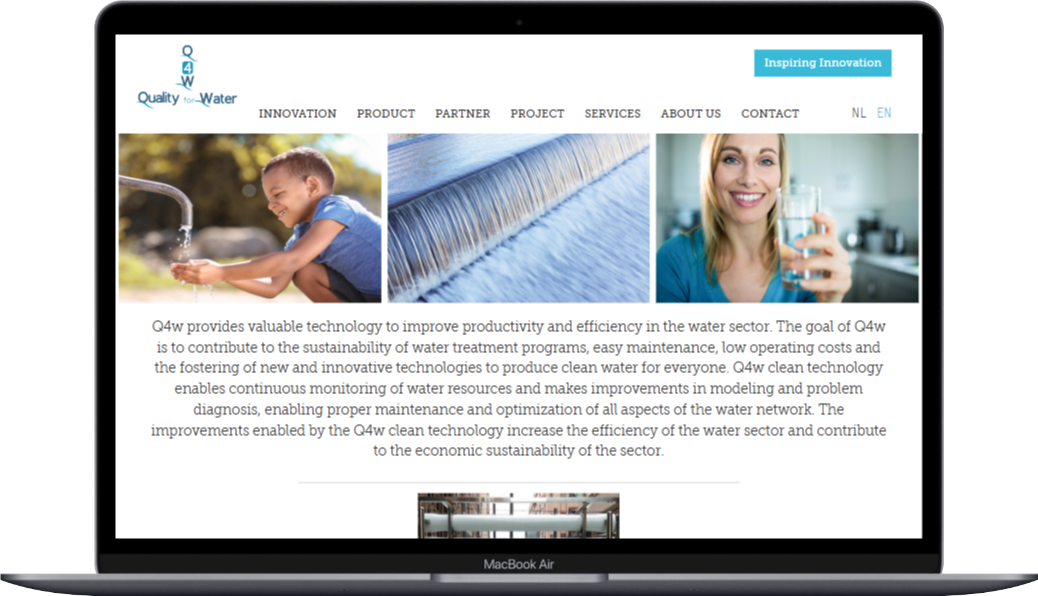 Q
4
W
Quality for Water
Inspiring Innovation
INNOVATION PRODUCT PARTNER PROJECT SERVICES ABOUT US CONTACT NL EN
Q4w provides valuable technology to improve productivity and efficiency in the water sector. The goal of Q4w
is to contribute to the sustainability of water treatment programs, easy maintenance, low operating costs and
the fostering of new and innovative technologies to produce clean water for everyone. Q4w clean technology
enables continuous monitoring of water resources and makes improvements in modeling and problem
diagnosis, enabling proper maintenance and optimization of all aspects of the water network. The
improvements enabled by the Q4w clean technology increase the efficiency of the water sector and contribute
to the economic sustainability of the sector.
MacBook Air